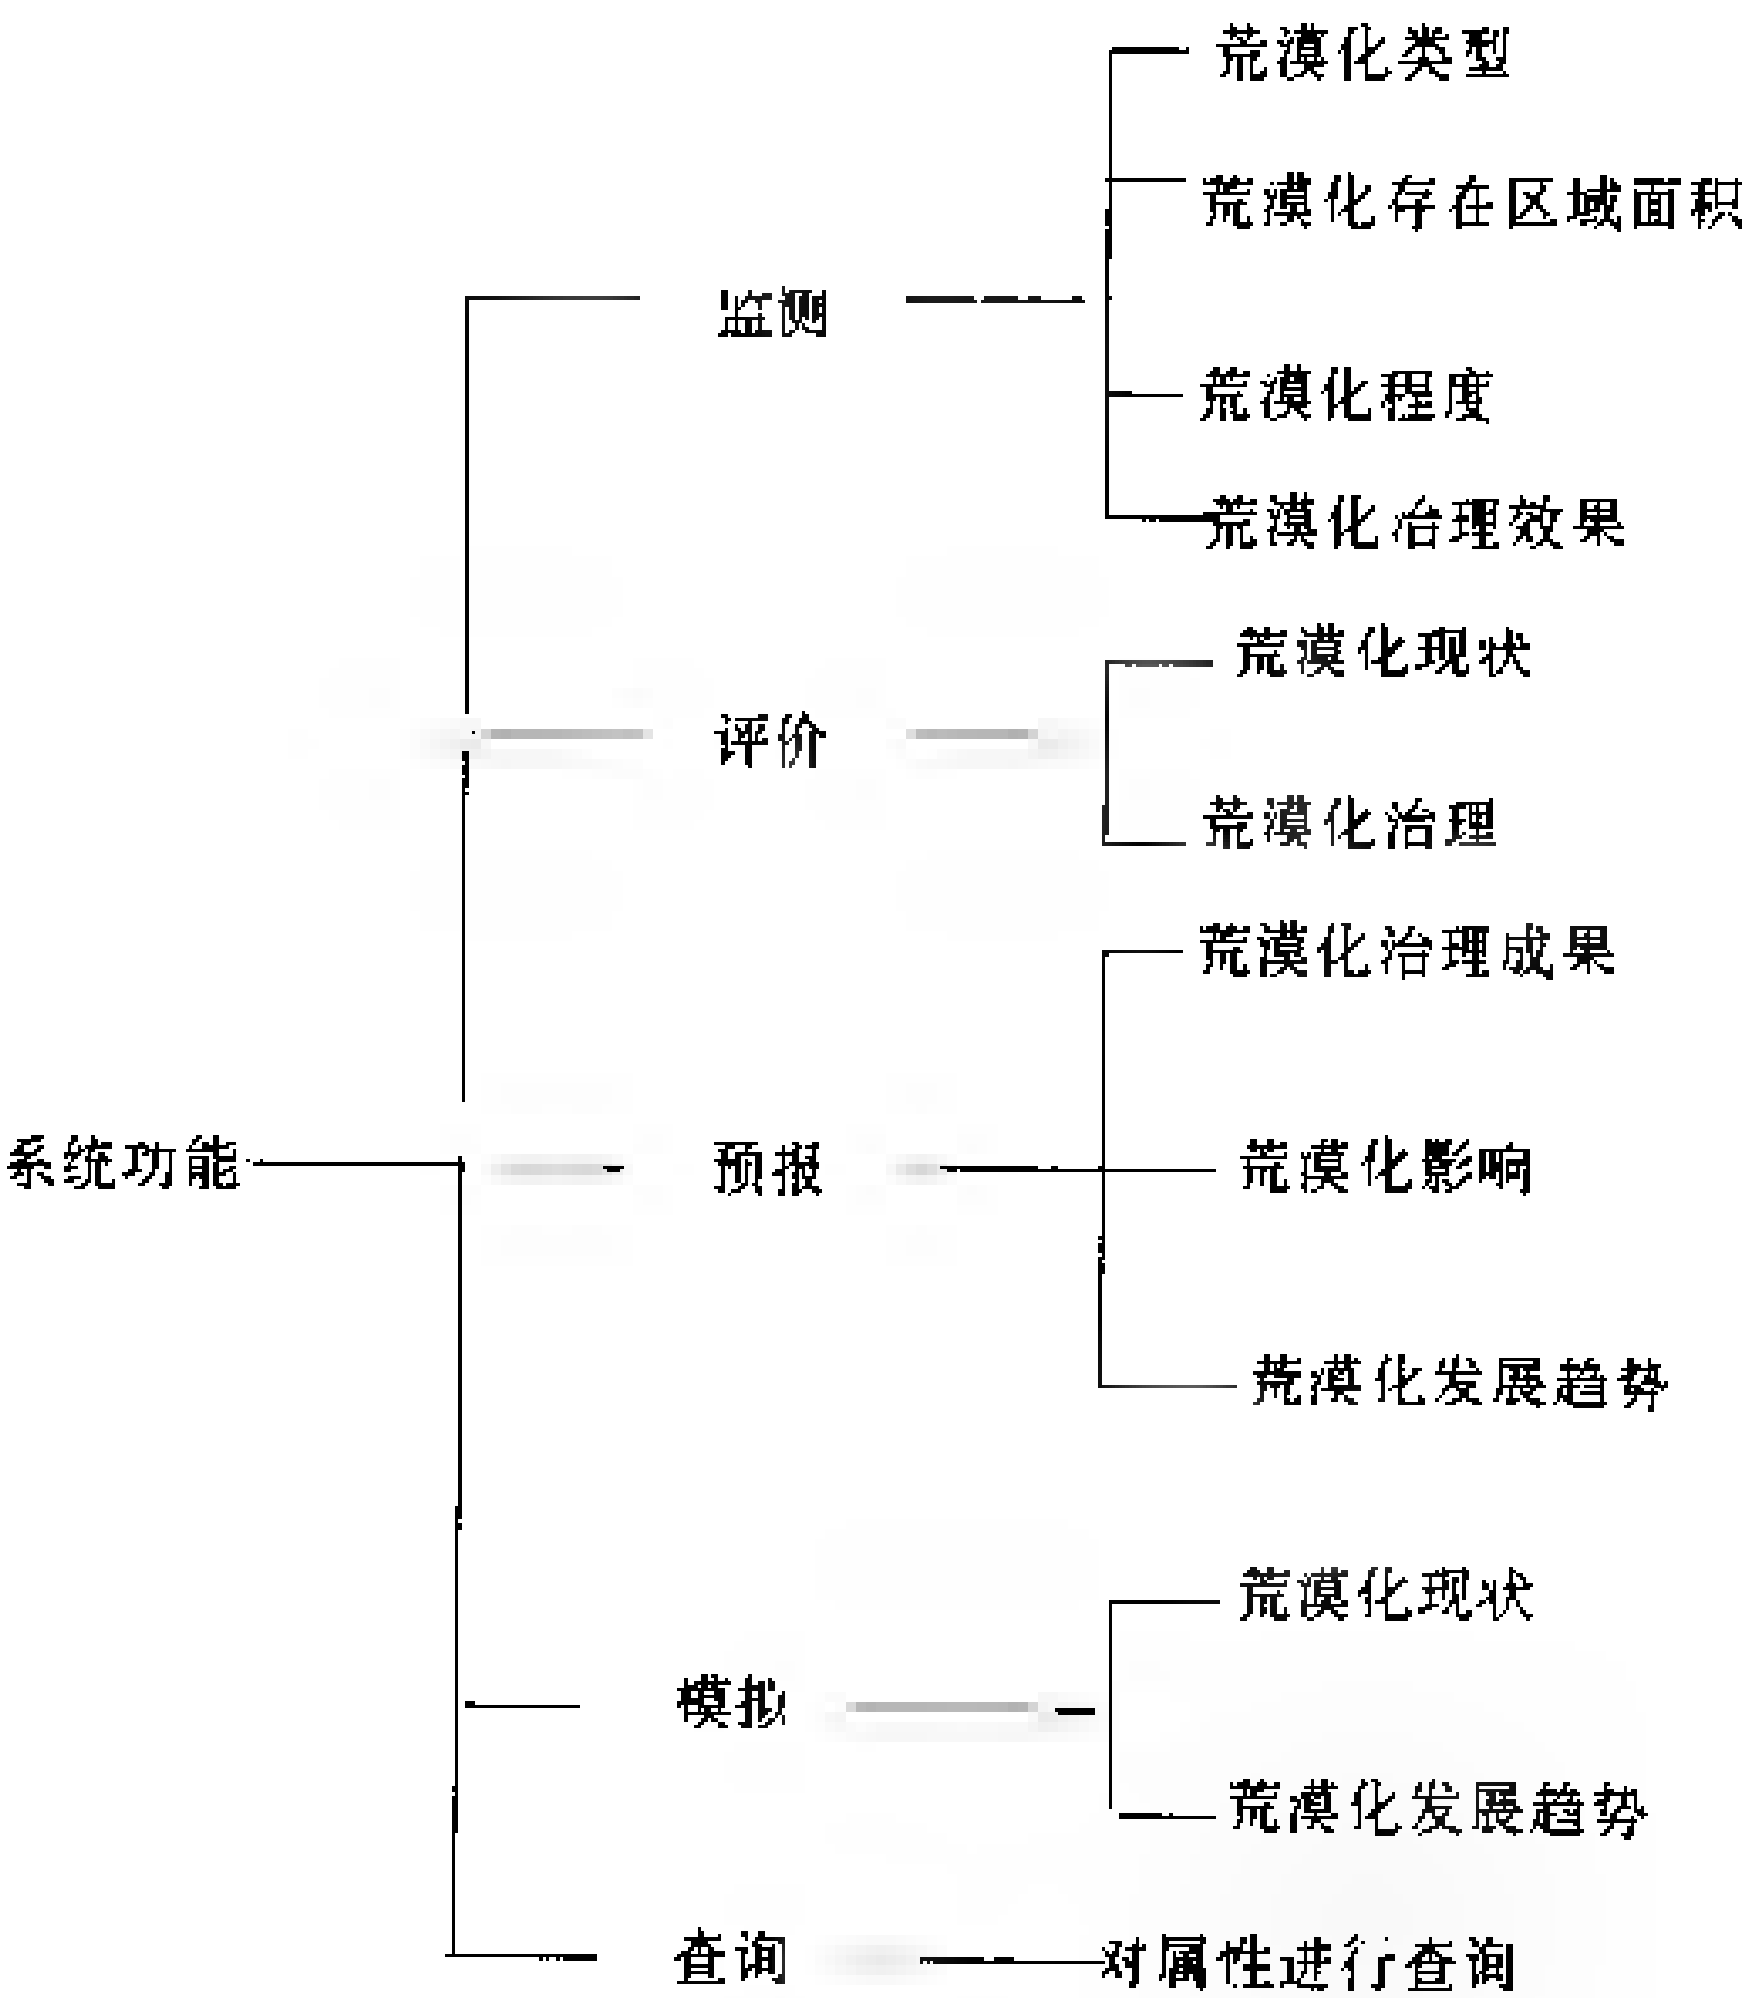 荒漠化类型
荒漠化存在区域面积
监测
荒漠化程度
荒漠化治理效果
荒漠化现状
评价
荒漠化治理
荒漠化治理成果
系统功能
预报
荒漠化影响
荒漠化发展趋势
荒漠化现状
模拟
荒漠化发展趋势
查询
对属性进行查询